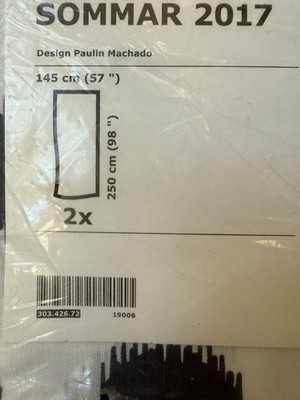 SOMMAR 2017
Design Paulin Machado
145 cm (57 ")
250 cm (98 ")
2x
303.426.72
19006